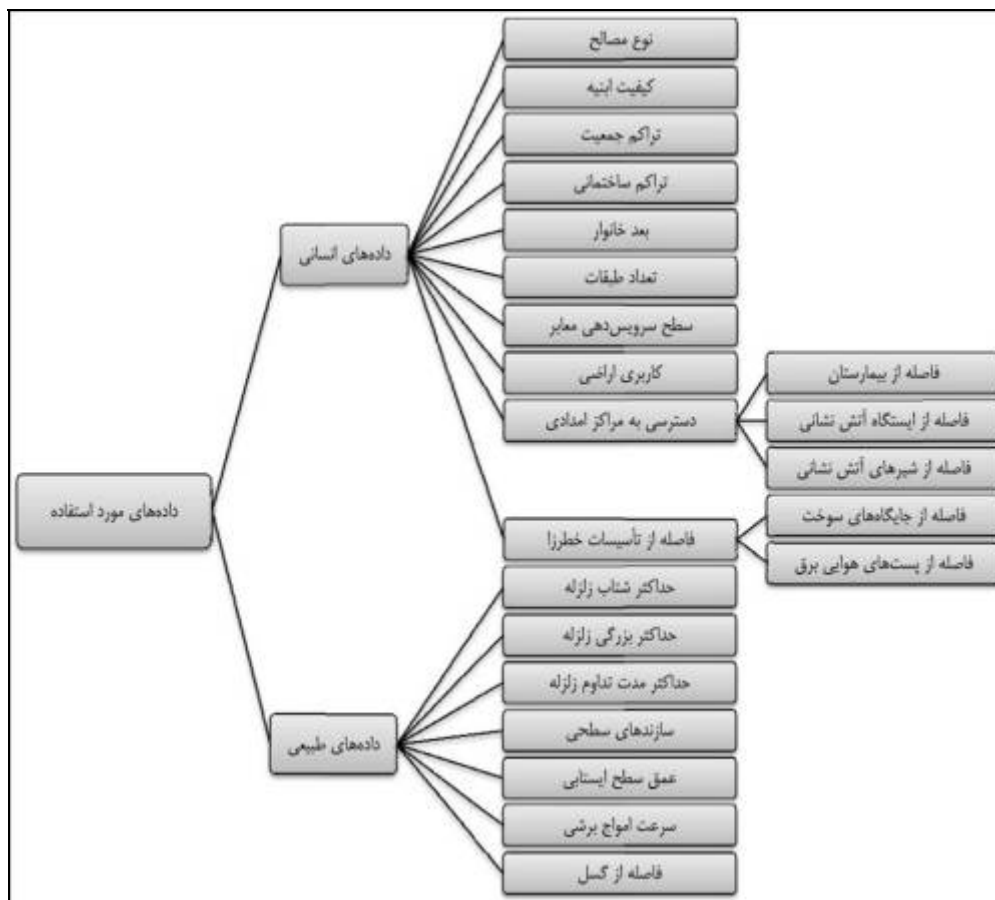 داده‌های مورد استفاده
داده‌های انسانی
نوع مصالح
کیفیت ابنیه
تراکم جمعیت
تراکم ساختمانی
بعد خانوار
تعداد طبقات
سطح سرویس‌دهی معابر
کاربری اراضی
دسترسی به مراکز امدادی
فاصله از بیمارستان
فاصله از ایستگاه آتش نشانی
فاصله از شیرهای آتش نشانی
فاصله از تأسیسات خطرزا
فاصله از جایگاه‌های سوخت
فاصله از پست‌های هوایی برق
داده‌های طبیعی
حداکثر شتاب زلزله
حداکثر بزرگی زلزله
حداکثر مدت تداوم زلزله
سازندهای سطحی
عمق سطح ایستابی
سرعت امواج برشی
فاصله از گسل